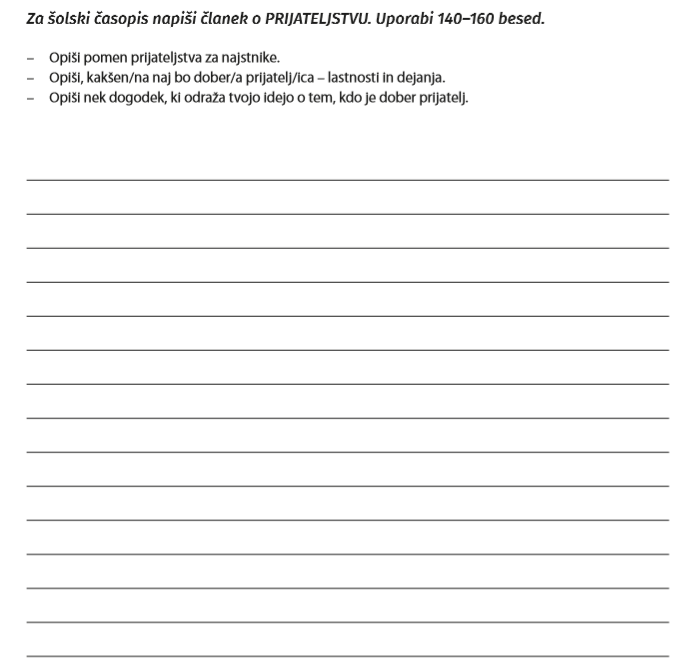 Za šolski časopis napiši članek o PRIJATELJSTVU. Uporabi 140–160 besed.
– Opiši pomen prijateljstva za najstnike.
– Opiši, kakšen/na naj bo dober/a prijatelj/ica – lastnosti in dejanja.
– Opiši nek dogodek, ki odraža tvojo idejo o tem, kdo je dober prijatelj.